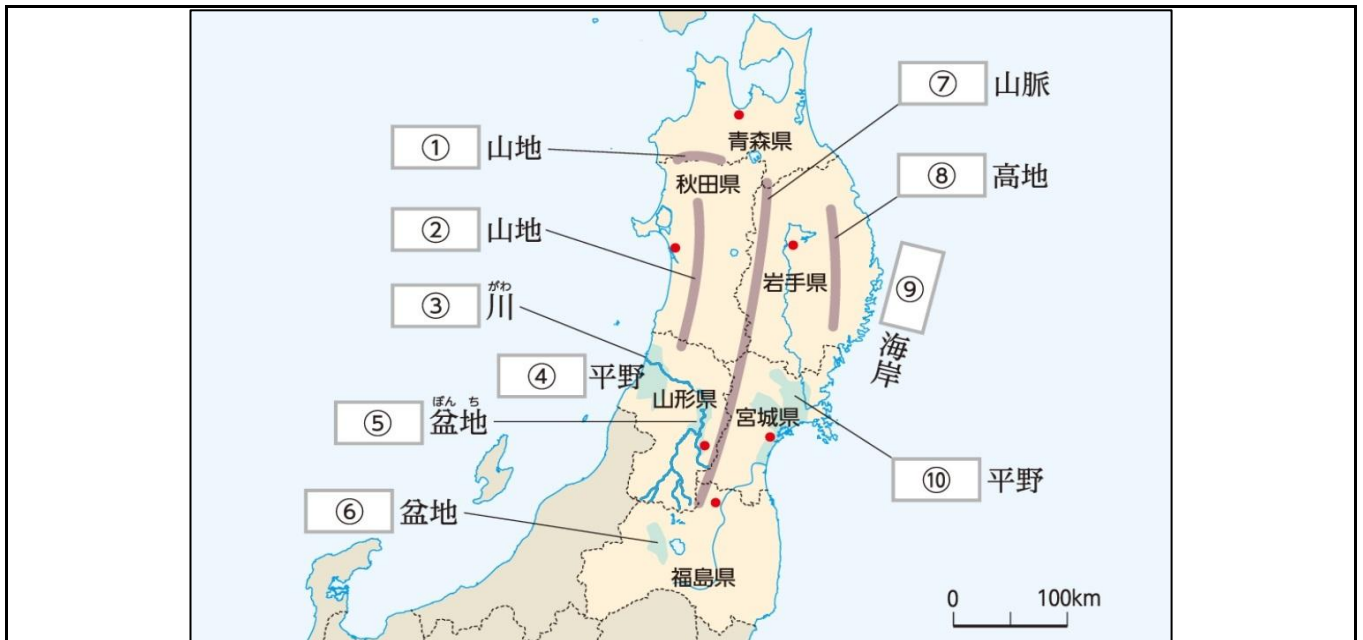 ⑦ 山脈
① 山地
青森県
秋田県
⑧ 高地
② 山地
岩手県
⑨
海岸
がわ
③ 川
④ 平野
山形県
宮城県
ぼん ち
⑤ 盆地
⑩ 平野
⑥ 盆地
福島県
0 100km